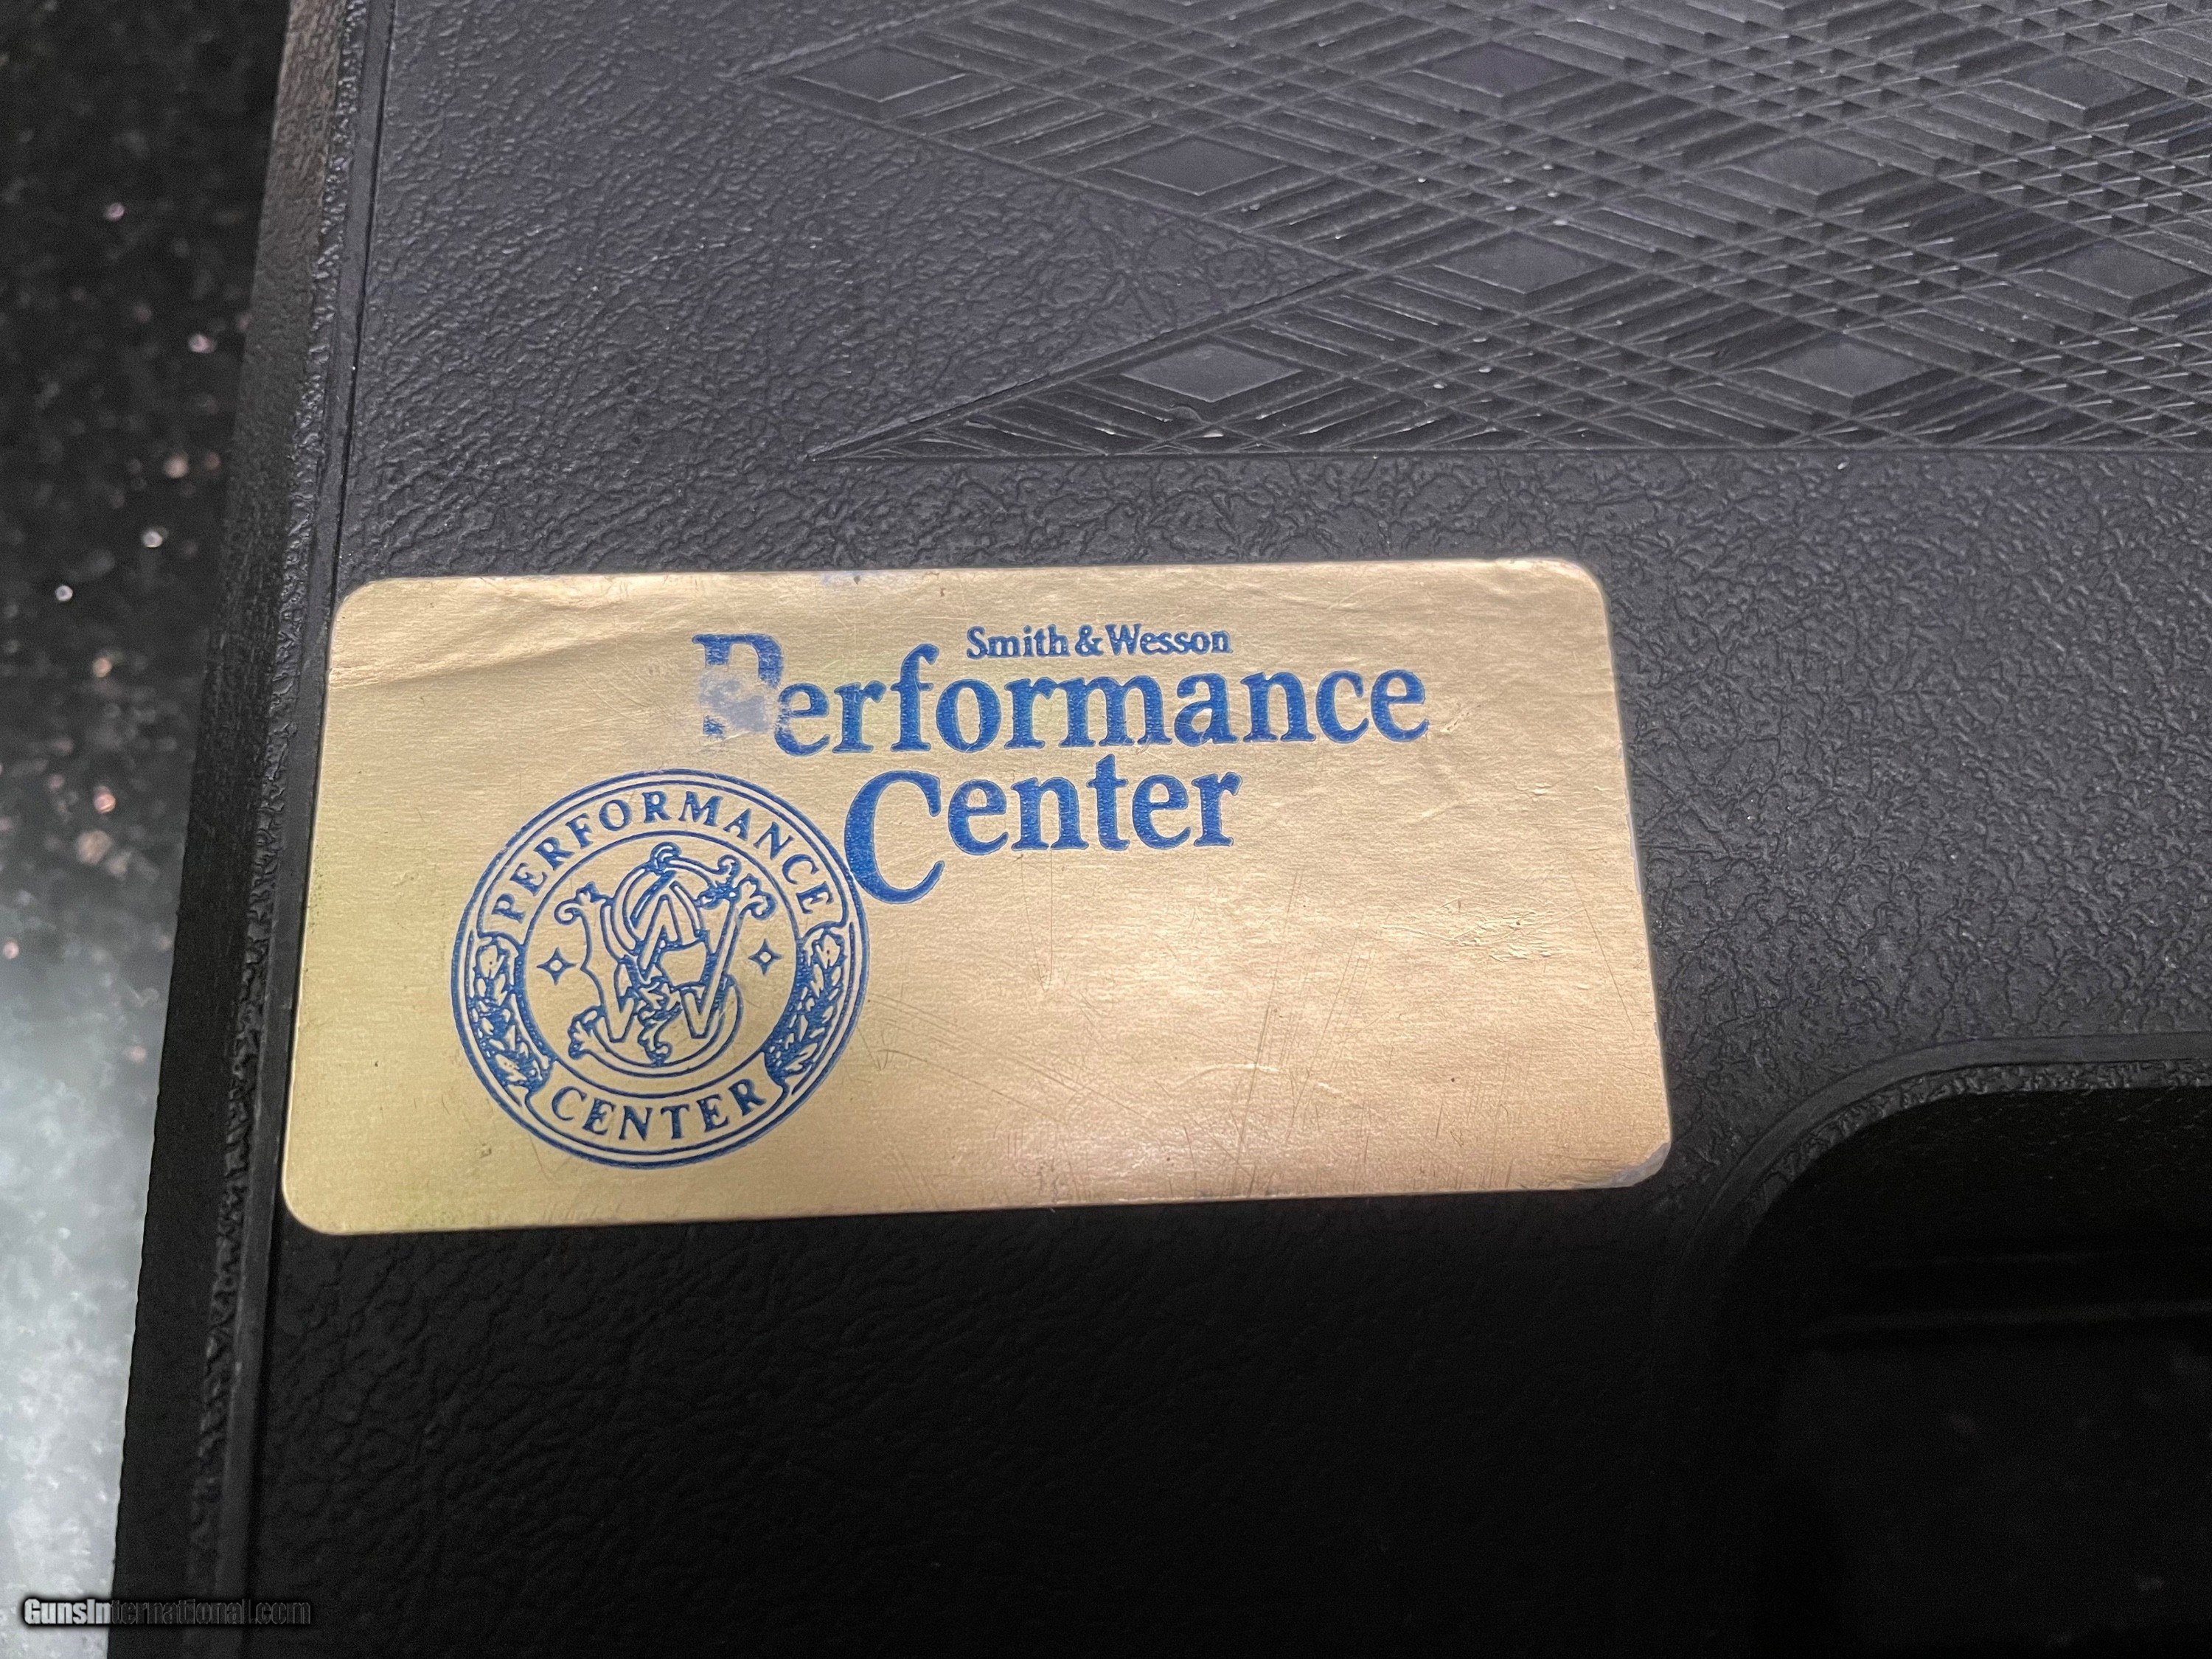 Smith & Wesson
Performance
Center
PERFORMANCE
CENTER
GunsInternational.com